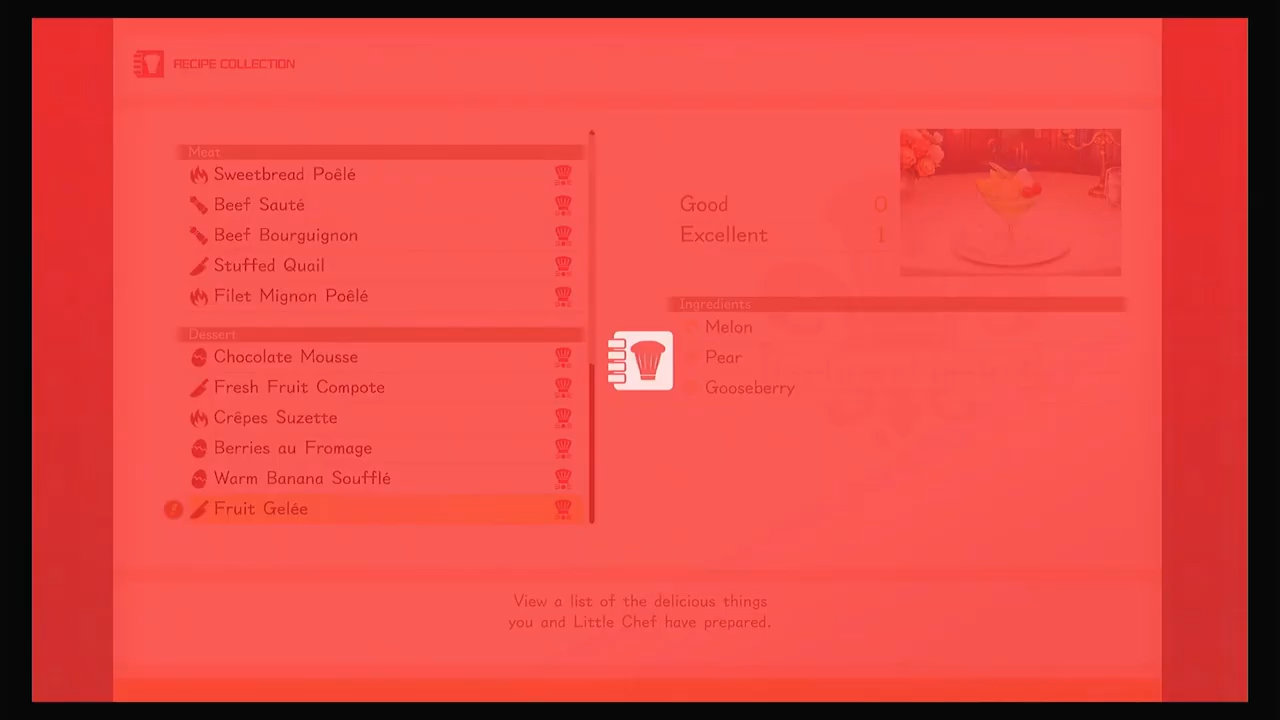 RECIPE COLLECTION
Meat
Sweetbread Poêlé
Beef Sauté
Beef Bourguignon
Stuffed Quail
Filet Mignon Poêlé
Dessert
Chocolate Mousse
Fresh Fruit Compote
Crêpes Suzette
Berries au Fromage
Warm Banana Soufflé
! Fruit Gelée
Good 0
Excellent 1
Ingredients
Melon
Pear
Gooseberry
View a list of the delicious things
you and Little Chef have prepared.